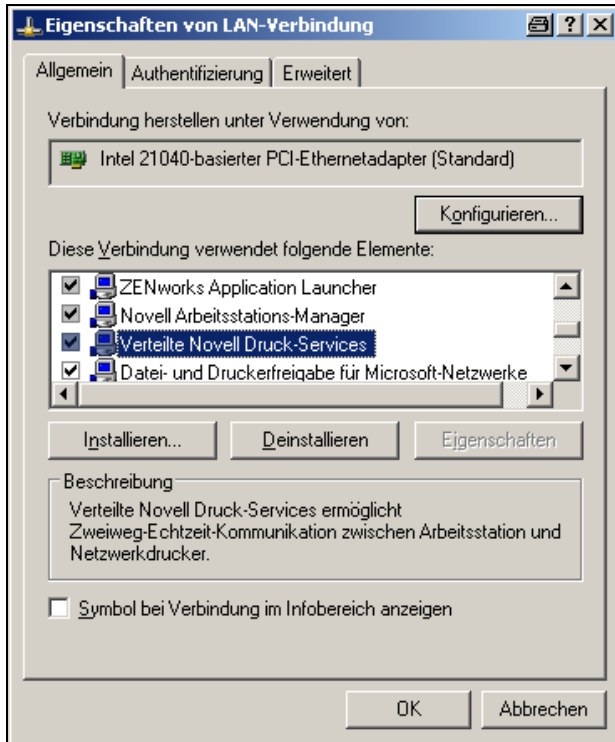 Eigenschaften von LAN-Verbindung
Allgemein Authentifizierung Erweitert
Verbindung herstellen unter Verwendung von:
Intel 21040-basierter PCI-Ethernetadapter (Standard)
Konfigurieren...
Diese Verbindung verwendet folgende Elemente:
ZENworks Application Launcher
Novell Arbeitsstations-Manager
Verteilte Novell Druck-Services
Datei- und Druckerfreigabe für Microsoft-Netzwerke
Installieren... Deinstallieren Eigenschaften
Beschreibung
Verteilte Novell Druck-Services ermöglicht
Zweiweg-Echtzeit-Kommunikation zwischen Arbeitsstation und
Netzwerkdrucker.
Symbol bei Verbindung im Infobereich anzeigen
OK Abbrechen